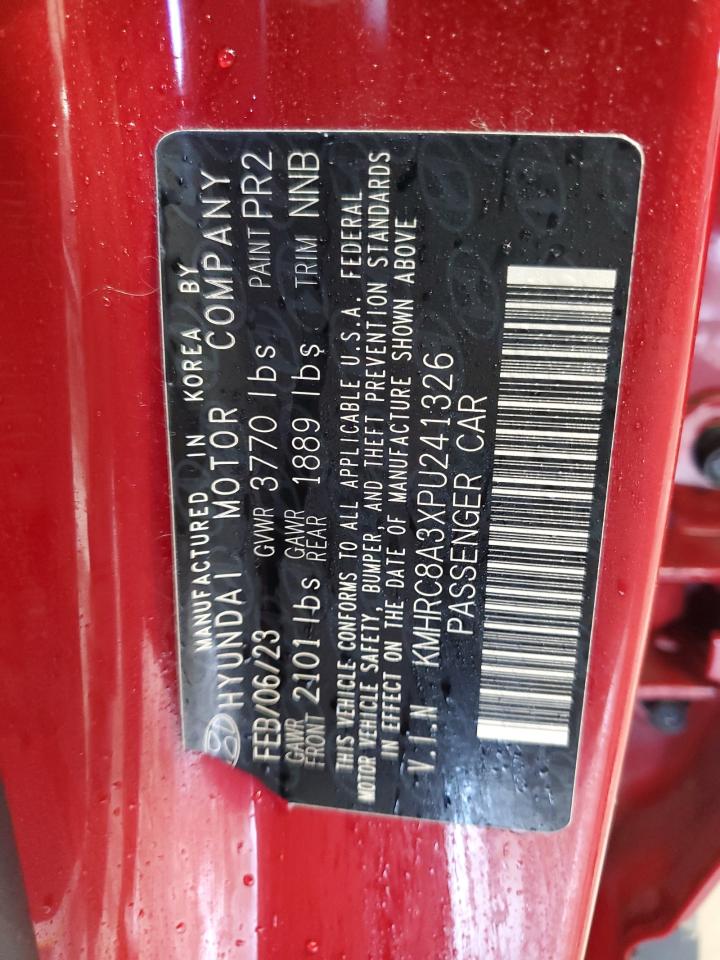 MANUFACTURED IN KOREA BY
HYUNDAI MOTOR COMPANY
FEB/06/23 GVWR 3770 lbs PAINT PR2
GAWR FRONT 2101 lbs GAWR REAR 1889 lbs TRIM NNB
THIS VEHICLE CONFORMS TO ALL APPLICABLE U.S.A. FEDERAL
MOTOR VEHICLE SAFETY, BUMPER, AND THEFT PREVENTION STANDARDS
IN EFFECT ON THE DATE OF MANUFACTURE SHOWN ABOVE
V.I.N KMHRC8A3XPU241326
PASSENGER CAR